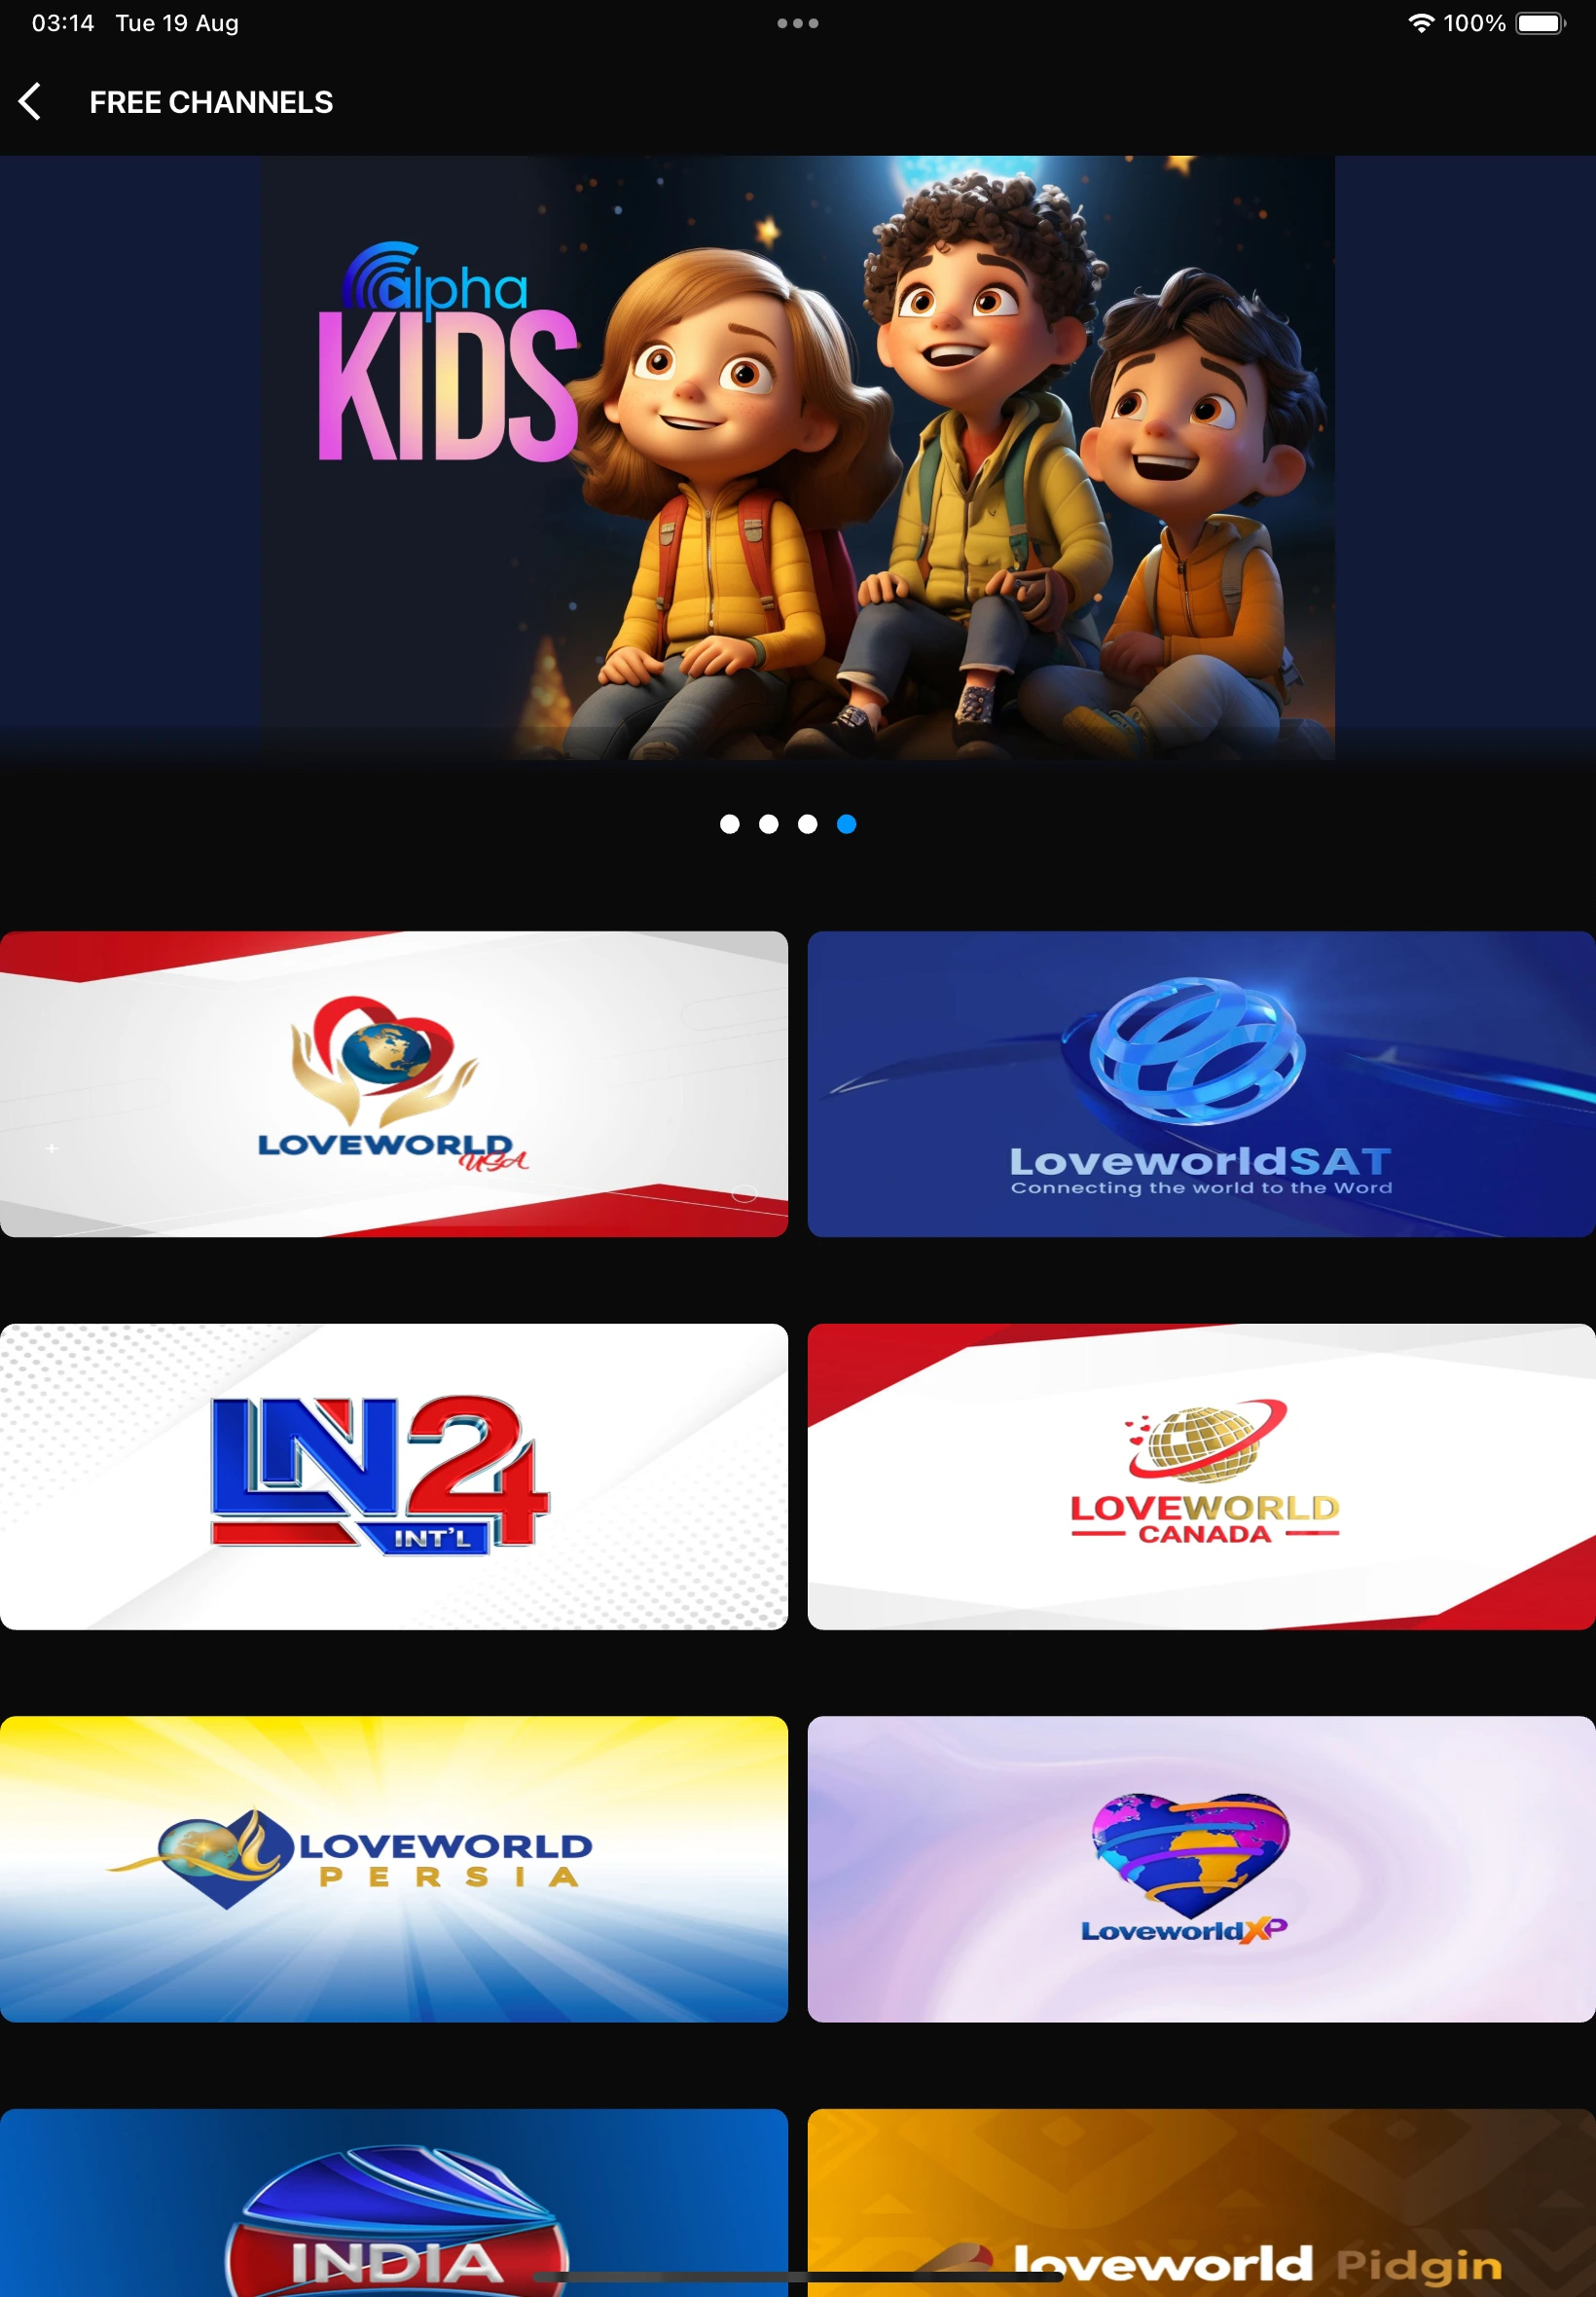 03:14 Tue 19 Aug
100%
FREE CHANNELS
alpha
KIDS
LOVEWORLD
USA
LoveworldSAT
Connecting the world to the Word
LN24
INT'L
LOVEWORLD
CANADA
LOVEWORLD
PERSIA
LoveworldXP
INDIA
loveworld Pidgin